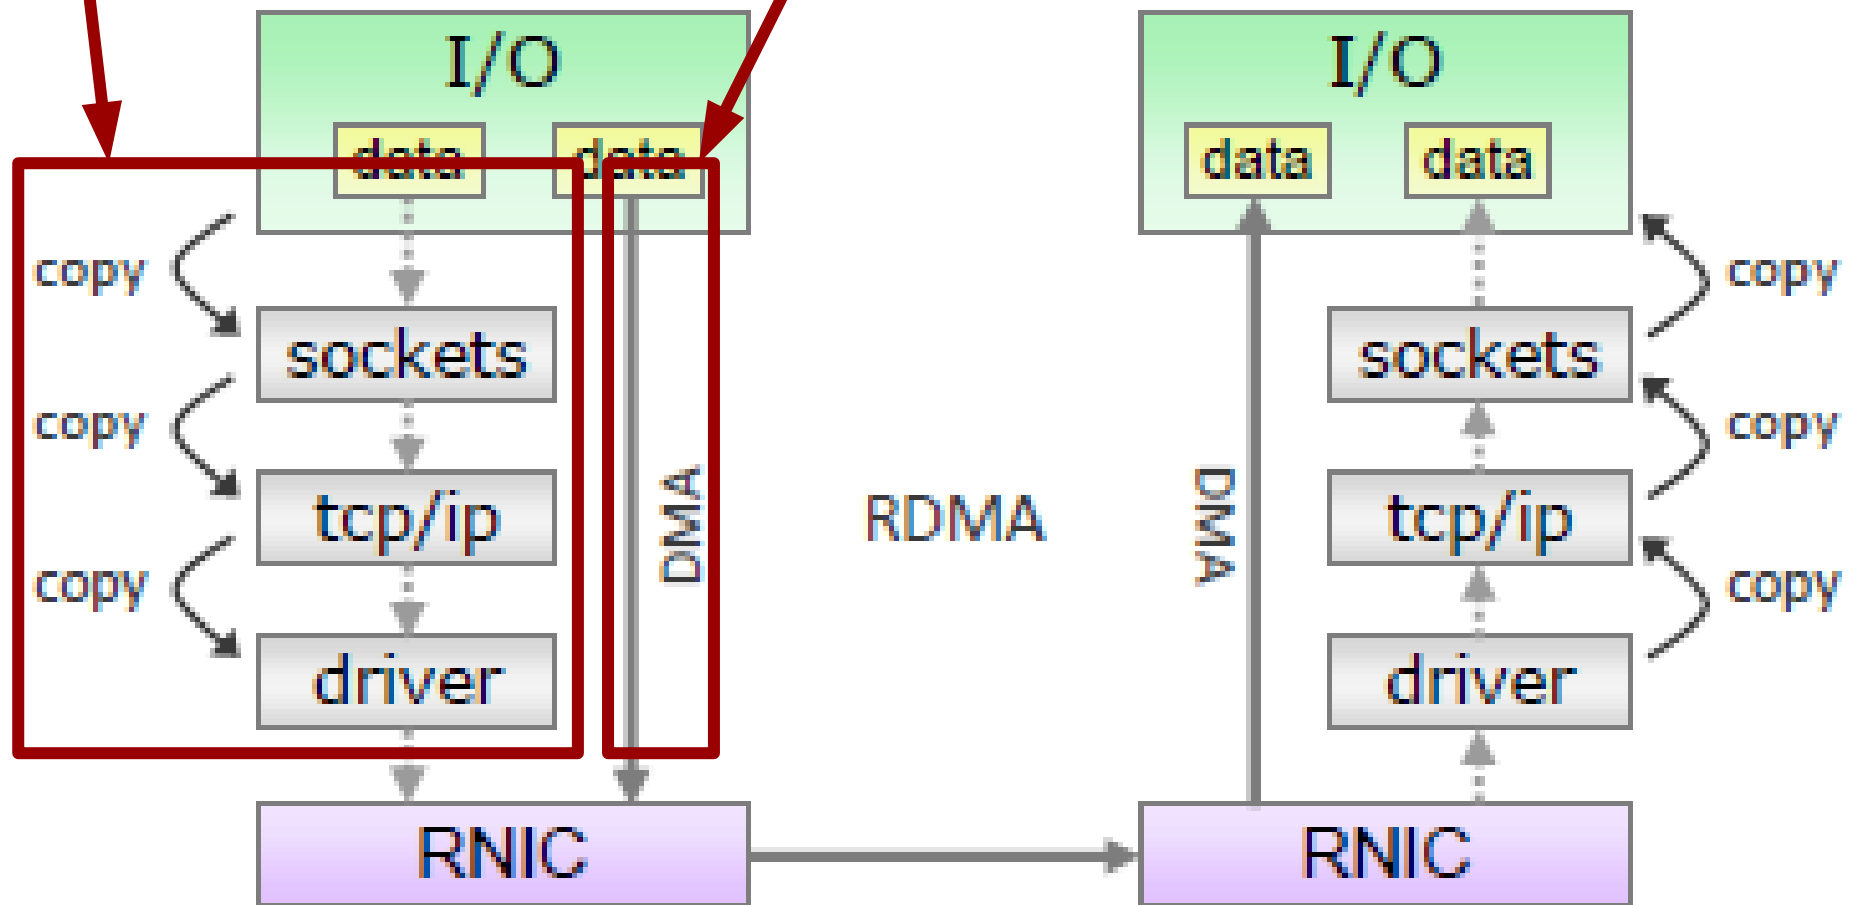 I/O
I/O
data
data
data
data
copy
copy
sockets
sockets
copy
copy
DMA
RDMA
DMA
tcp/ip
tcp/ip
copy
copy
driver
driver
RNIC
RNIC